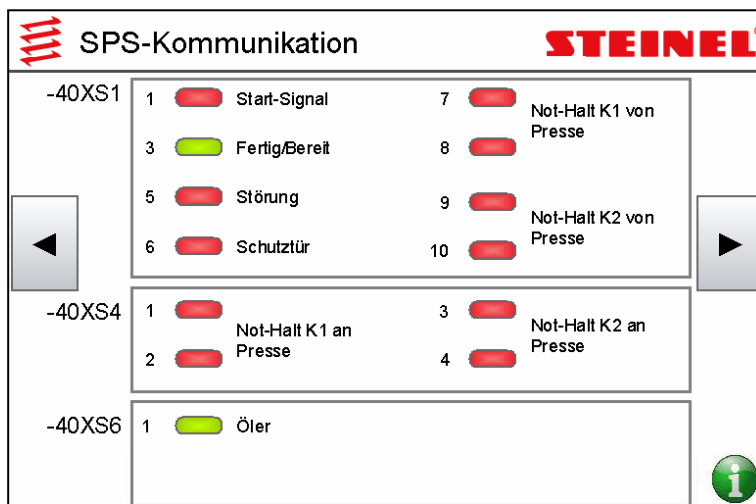 SPS-Kommunikation
STEINEL
-40XS1
1 Start-Signal
3 Fertig/Bereit
5 Störung
6 Schutztür
7
8
Not-Halt K1 von
Presse
9
10
Not-Halt K2 von
Presse
-40XS4
1
2
Not-Halt K1 an
Presse
3
4
Not-Halt K2 an
Presse
-40XS6
1 Öler
i